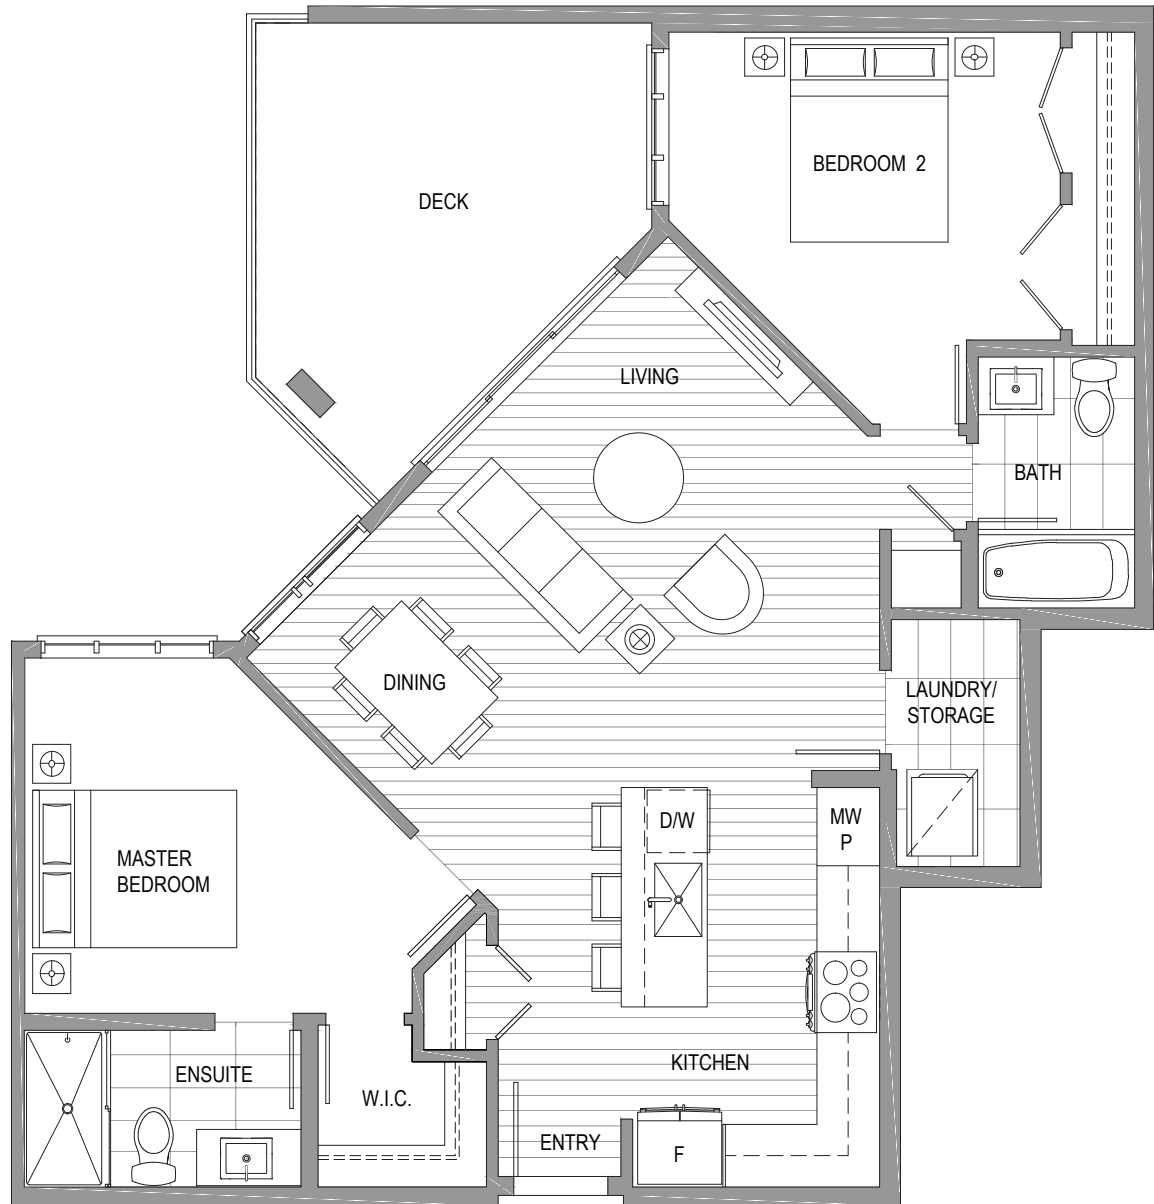 BEDROOM 2
DECK
LIVING
BATH
DINING
LAUNDRY/
STORAGE
D/W
MW
P
MASTER
BEDROOM
KITCHEN
ENSUITE
W.I.C.
ENTRY
F